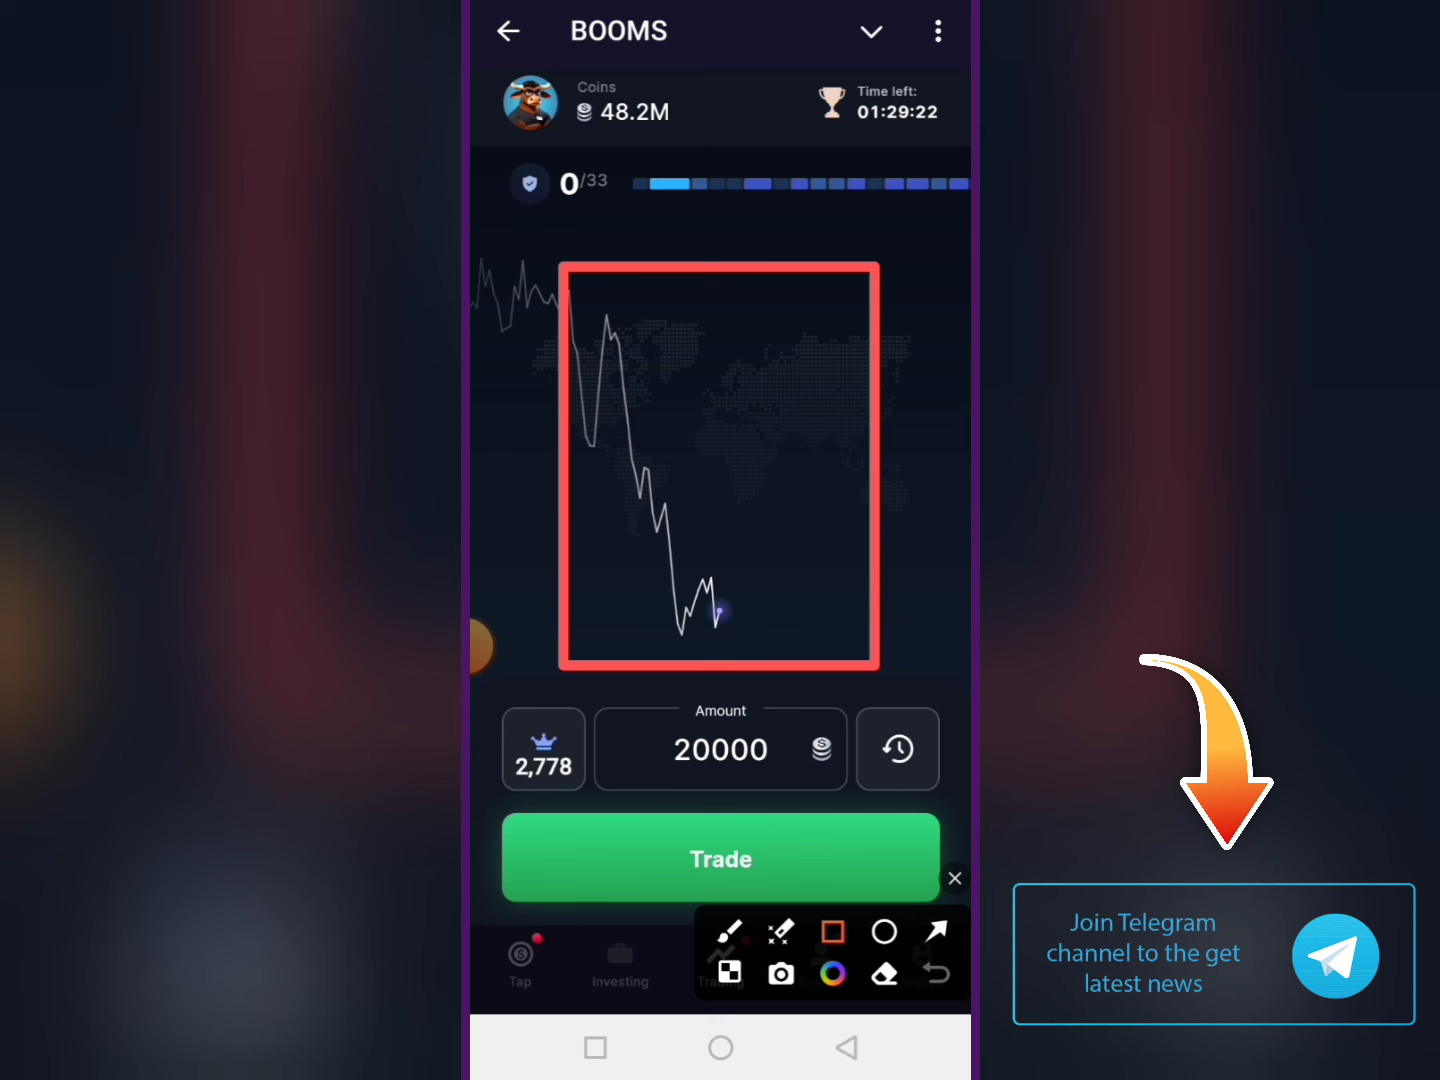 BOOMS
Coins
48.2M
Time left:
01:29:22
0/33
Amount
2,778
20000
Trade
Tap
Investing
Join Telegram
channel to the get
latest news